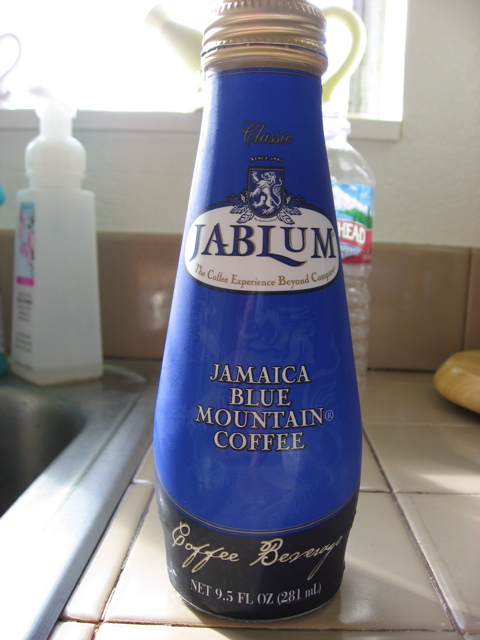 Classic
JABLUM
The Coffee Experience Beyond
JAMAICA
BLUE
MOUNTAIN®
COFFEE
Coffee Beverage
NET 9.5 FL OZ (281 mL)
HEAD